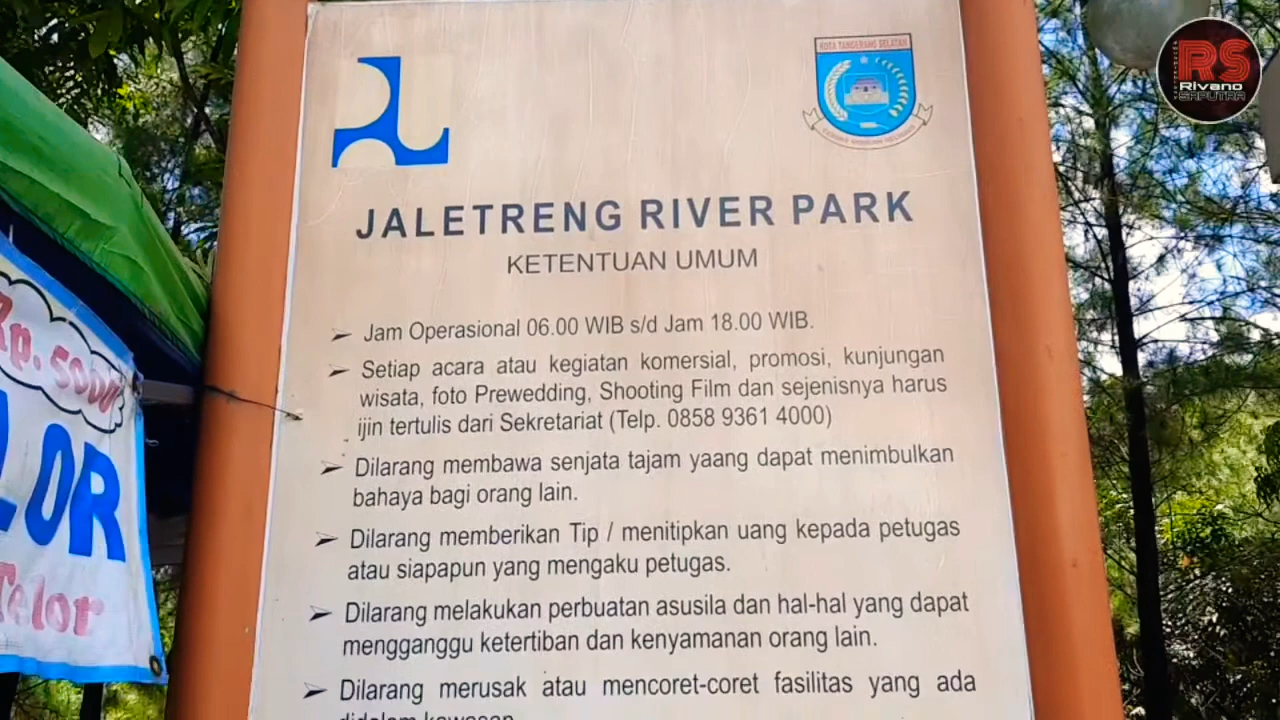 RS
Rivano
SAPUTRA
KOTA TANGERANG SELATAN
JALETRENG RIVER PARK
KETENTUAN UMUM
➢ Jam Operasional 06.00 WIB s/d Jam 18.00 WIB.
➢ Setiap acara atau kegiatan komersial, promosi, kunjungan
wisata, foto Prewedding, Shooting Film dan sejenisnya harus
ijin tertulis dari Sekretariat (Telp. 0858 9361 4000)
➢ Dilarang membawa senjata tajam yaang dapat menimbulkan
bahaya bagi orang lain.
➢ Dilarang memberikan Tip / menitipkan uang kepada petugas
atau siapapun yang mengaku petugas.
➢ Dilarang melakukan perbuatan asusila dan hal-hal yang dapat
mengganggu ketertiban dan kenyamanan orang lain.
➢ Dilarang merusak atau mencoret-coret fasilitas yang ada
didalam kawasan
Rp. 5000
LOR
Telor